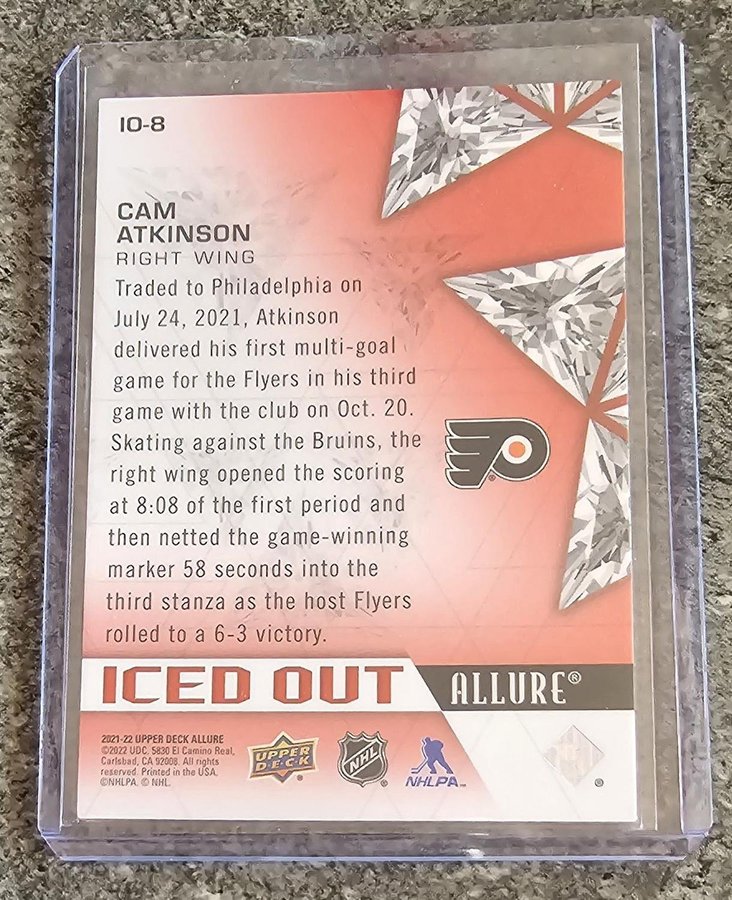 IO-8
CAM
ATKINSON
RIGHT WING
Traded to Philadelphia on
July 24, 2021, Atkinson
delivered his first multi-goal
game for the Flyers in his third
game with the club on Oct. 20.
Skating against the Bruins, the
right wing opened the scoring
at 8:08 of the first period and
then netted the game-winning
marker 58 seconds into the
third stanza as the host Flyers
rolled to a 6-3 victory.
ICED OUT
ALLURE®
2021-22 UPPER DECK ALLURE
©2022 UDC, 5830 El Camino Real,
Carlsbad, CA 92008. All rights
reserved. Printed in the USA.
©NHLPA. © NHL.
UPPER
D·E·C·K
NHL
NHLPA